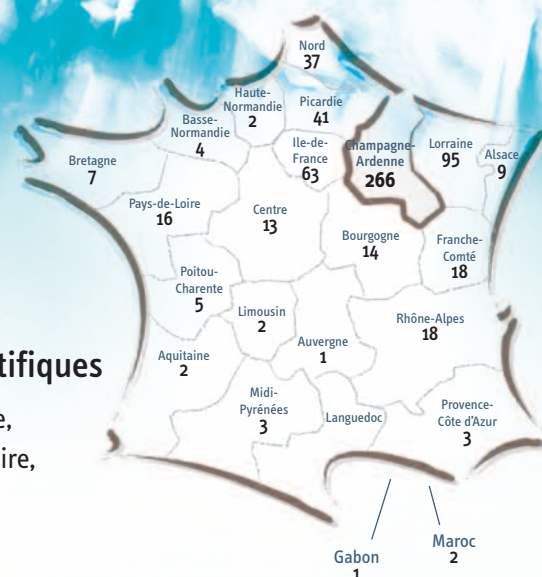 Nord
37
Haute-
Normandie
2
Picardie
41
Basse-
Normandie
4
Ile-de-
France
63
Champagne-
Ardenne
266
Lorraine
95
Alsace
9
Bretagne
7
Pays-de-Loire
16
Centre
13
Bourgogne
14
Franche-
Comté
18
Poitou-
Charente
5
Limousin
2
Auvergne
1
Rhône-Alpes
18
Aquitaine
2
Midi-
Pyrénées
3
Languedoc
Provence-
Côte d'Azur
3
tifiques
e,
ire,
Gabon
1
Maroc
2